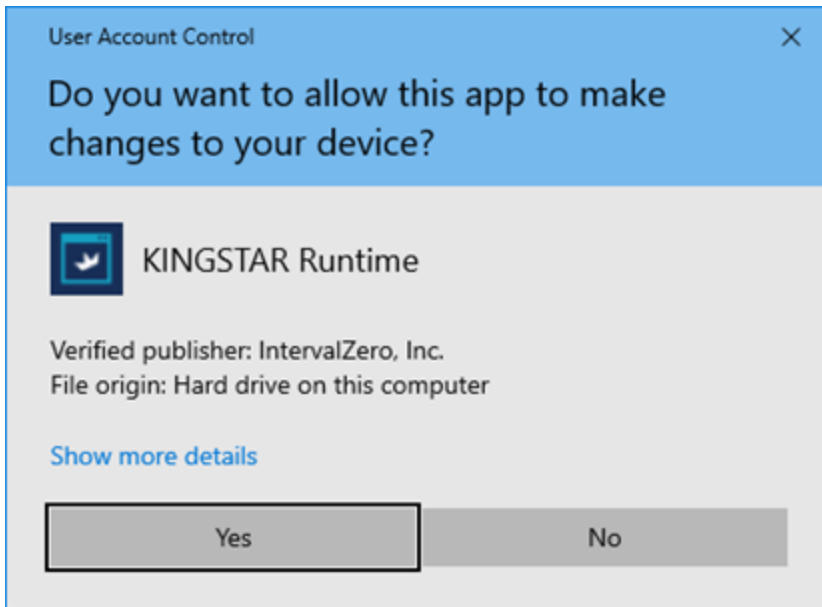 User Account Control
Do you want to allow this app to make
changes to your device?
KINGSTAR Runtime
Verified publisher: IntervalZero, Inc.
File origin: Hard drive on this computer
Show more details
Yes
No